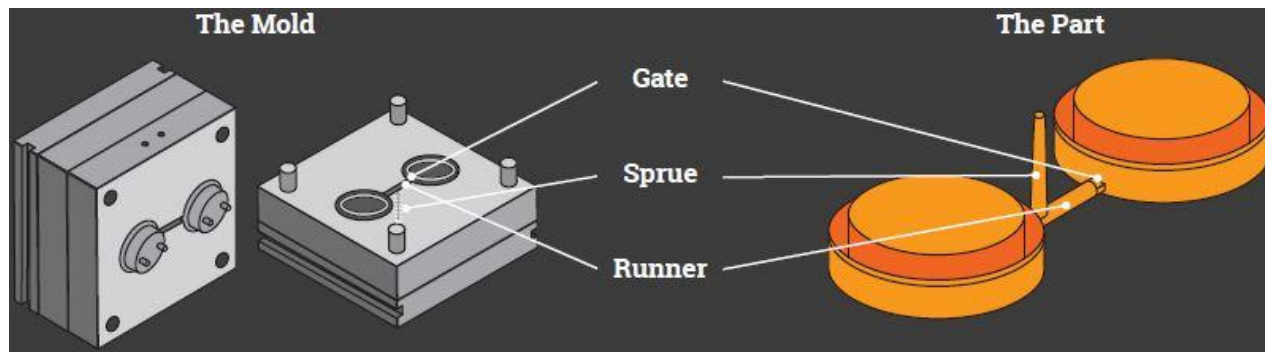 The Mold
The Part
Gate
Sprue
Runner